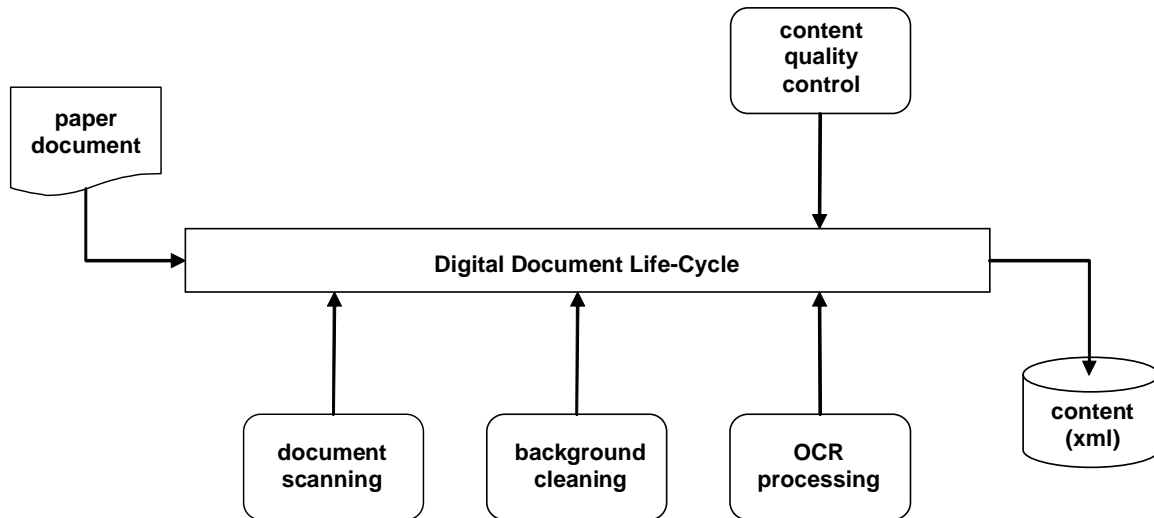 content
quality
control
paper
document
Digital Document Life-Cycle
document
scanning
background
cleaning
OCR
processing
content
(xml)